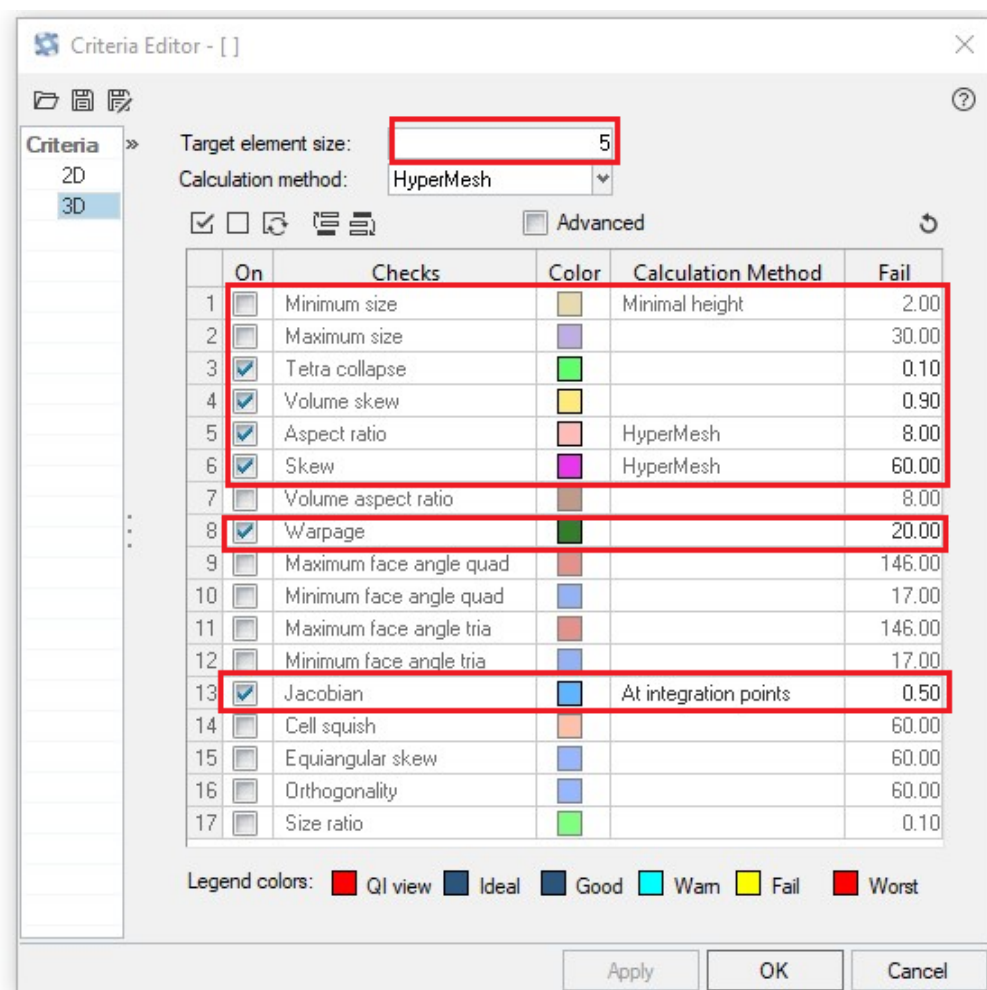 Criteria Editor - [ ]
Criteria
2D
3D
Target element size: 5
Calculation method: HyperMesh
Advanced
On Checks Color Calculation Method Fail
1 Minimum size Minimal height 2.00
2 Maximum size 30.00
3 Tetra collapse 0.10
4 Volume skew 0.90
5 Aspect ratio HyperMesh 8.00
6 Skew HyperMesh 60.00
7 Volume aspect ratio 8.00
8 Warpage 20.00
9 Maximum face angle quad 146.00
10 Minimum face angle quad 17.00
11 Maximum face angle tria 146.00
12 Minimum face angle tria 17.00
13 Jacobian At integration points 0.50
14 Cell squish 60.00
15 Equiangular skew 60.00
16 Orthogonality 60.00
17 Size ratio 0.10
Legend colors: QI view Ideal Good Warn Fail Worst
Apply OK Cancel